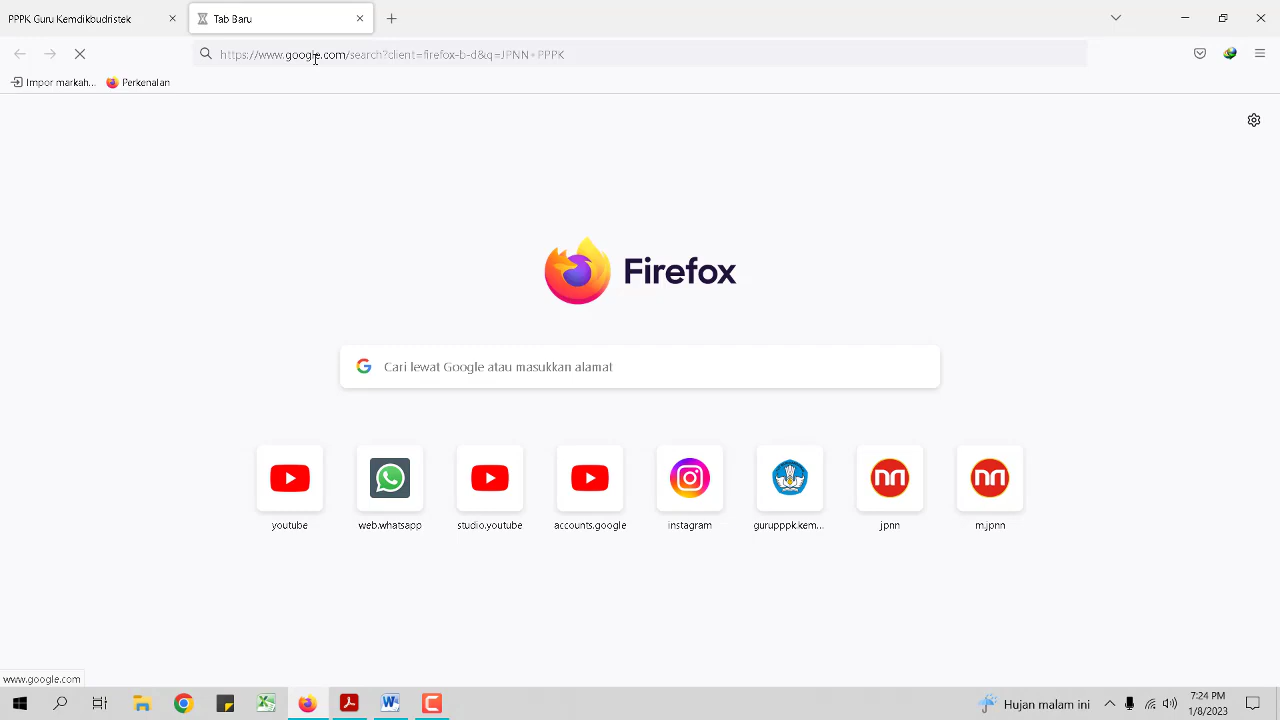 PPPK Guru Kemdikbudristek
Tab Baru
https://www.google.com/search?client=firefox-b-d&q=JPNN+PPPK
Impor markah...
Perkenalan
Firefox
Cari lewat Google atau masukkan alamat
youtube
web.whatsapp
studio.youtube
accounts.google
instagram
gurupppk.kem...
jpnn
m.jpnn
www.google.com
Hujan malam ini
7:24 PM
1/8/2023